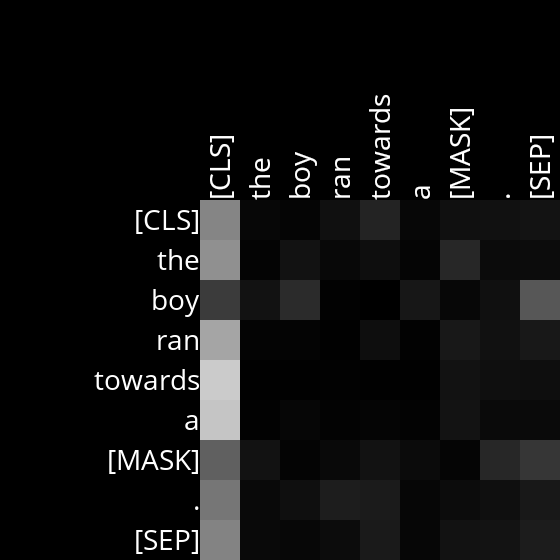 [CLS]
the
boy
ran
towards
a
[MASK]
.
[SEP]
[CLS]
the
boy
ran
towards
a
[MASK]
.
[SEP]